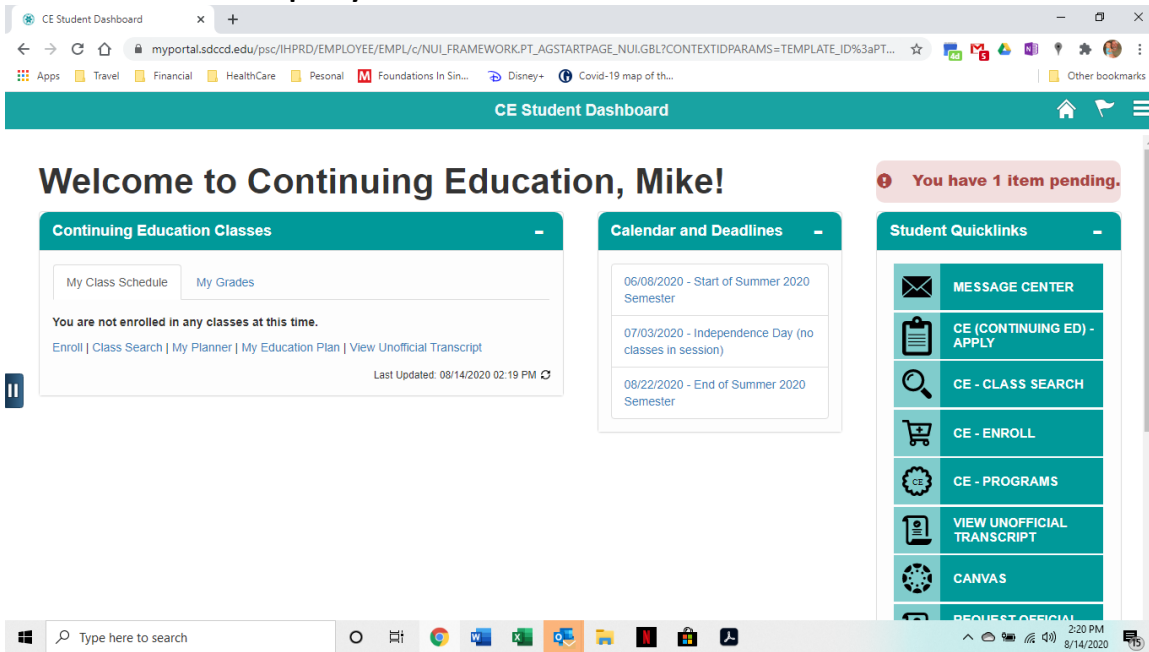 CE Student Dashboard
myportal.sdccd.edu/psc/IHPRD/EMPLOYEE/EMPL/c/NUI_FRAMEWORK.PT_AGSTARTPAGE_NUI.GBL?CONTEXTIDPARAMS=TEMPLATE_ID%3aPT...
4d
5
Apps
Travel
Financial
HealthCare
Pesonal
Foundations In Sin...
Disney+
Covid-19 map of th...
Other bookmarks
CE Student Dashboard
Welcome to Continuing Education, Mike!
You have 1 item pending.
Continuing Education Classes
My Class Schedule
My Grades
You are not enrolled in any classes at this time.
Enroll | Class Search | My Planner | My Education Plan | View Unofficial Transcript
Last Updated: 08/14/2020 02:19 PM
Calendar and Deadlines
06/08/2020 - Start of Summer 2020
Semester
07/03/2020 - Independence Day (no
classes in session)
08/22/2020 - End of Summer 2020
Semester
Student Quicklinks
MESSAGE CENTER
CE (CONTINUING ED) -
APPLY
CE - CLASS SEARCH
CE - ENROLL
CE
CE - PROGRAMS
VIEW UNOFFICIAL
TRANSCRIPT
CANVAS
REQUEST OFFICIAL
Type here to search
2:20 PM
8/14/2020
15